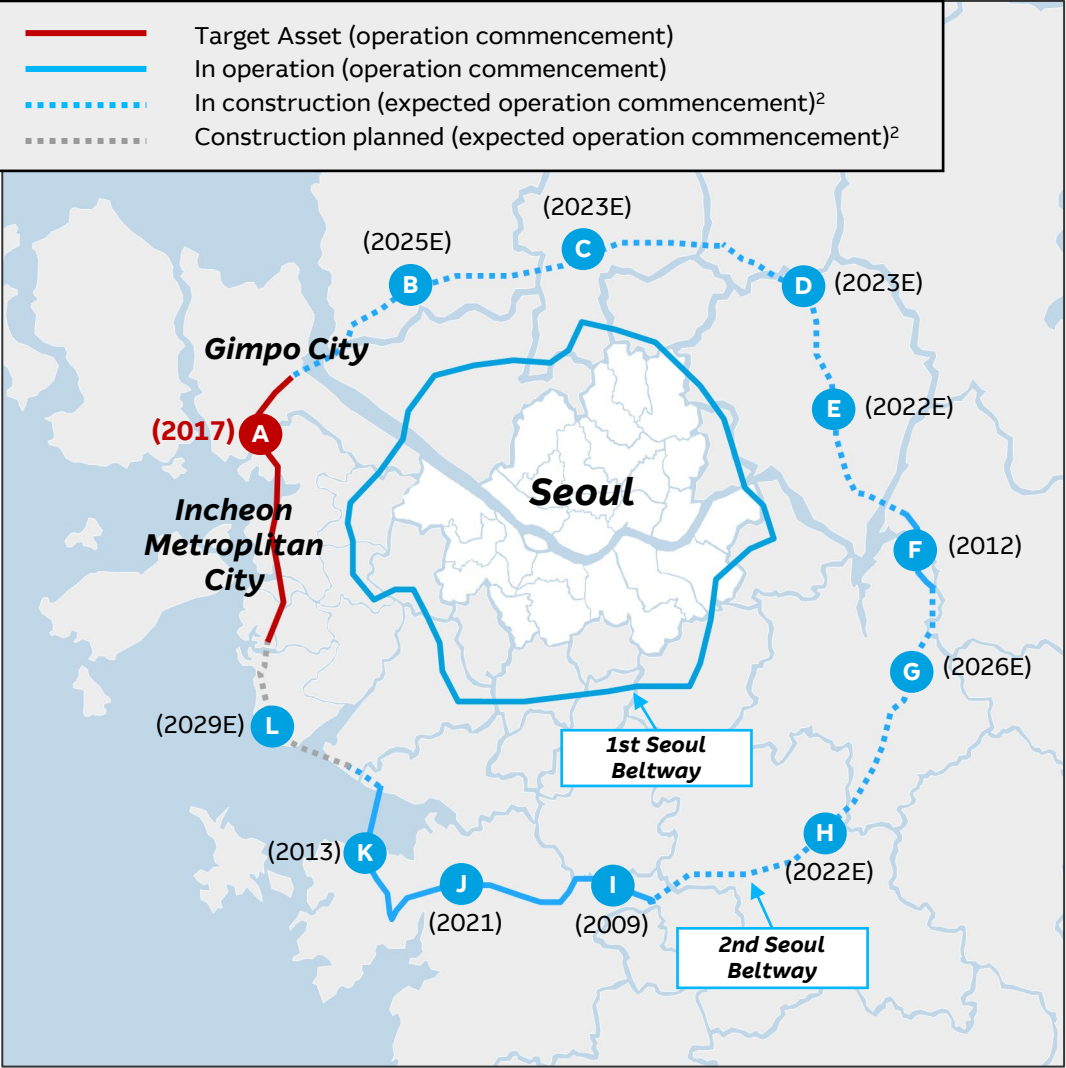 Target Asset (operation commencement)
In operation (operation commencement)
In construction (expected operation commencement)²
Construction planned (expected operation commencement)²
(2023E)
C
(2025E)
B
D
(2023E)
Gimpo City
E
(2022E)
(2017)
A
Seoul
Incheon
Metroplitan
City
F
(2012)
G
(2026E)
(2029E)
L
1st Seoul
Beltway
H
(2022E)
(2013)
K
J
(2021)
I
(2009)
2nd Seoul
Beltway